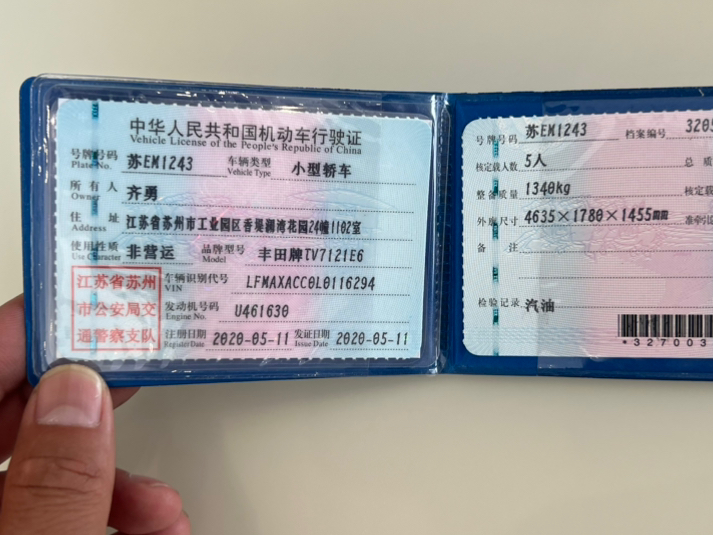 中华人民共和国机动车行驶证
Vehicle License of the People's Republic of China
号牌号码 苏EM1243 车辆类型 小型轿车
Plate No. Vehicle Type
所有人 齐勇
Owner
住址 江苏省苏州市工业园区香堤澜湾花园24幢1102室
Address
使用性质 非营运 品牌型号 丰田牌TV7121E6
Use Character Model
江苏省苏州
市公安局交
通警察支队
车辆识别代号 LFMAXACC0L0116294
VIN
发动机号码 U461630
Engine No.
注册日期 2020-05-11 发证日期 2020-05-11
Register Date Issue Date
号牌号码 苏EM1243 档案编号 3205
核定载人数 5人 总质
整备质量 1340kg 核定载
外廓尺寸 4635×1780×1455mm 准牵引
备注
检验记录 汽油
*327003